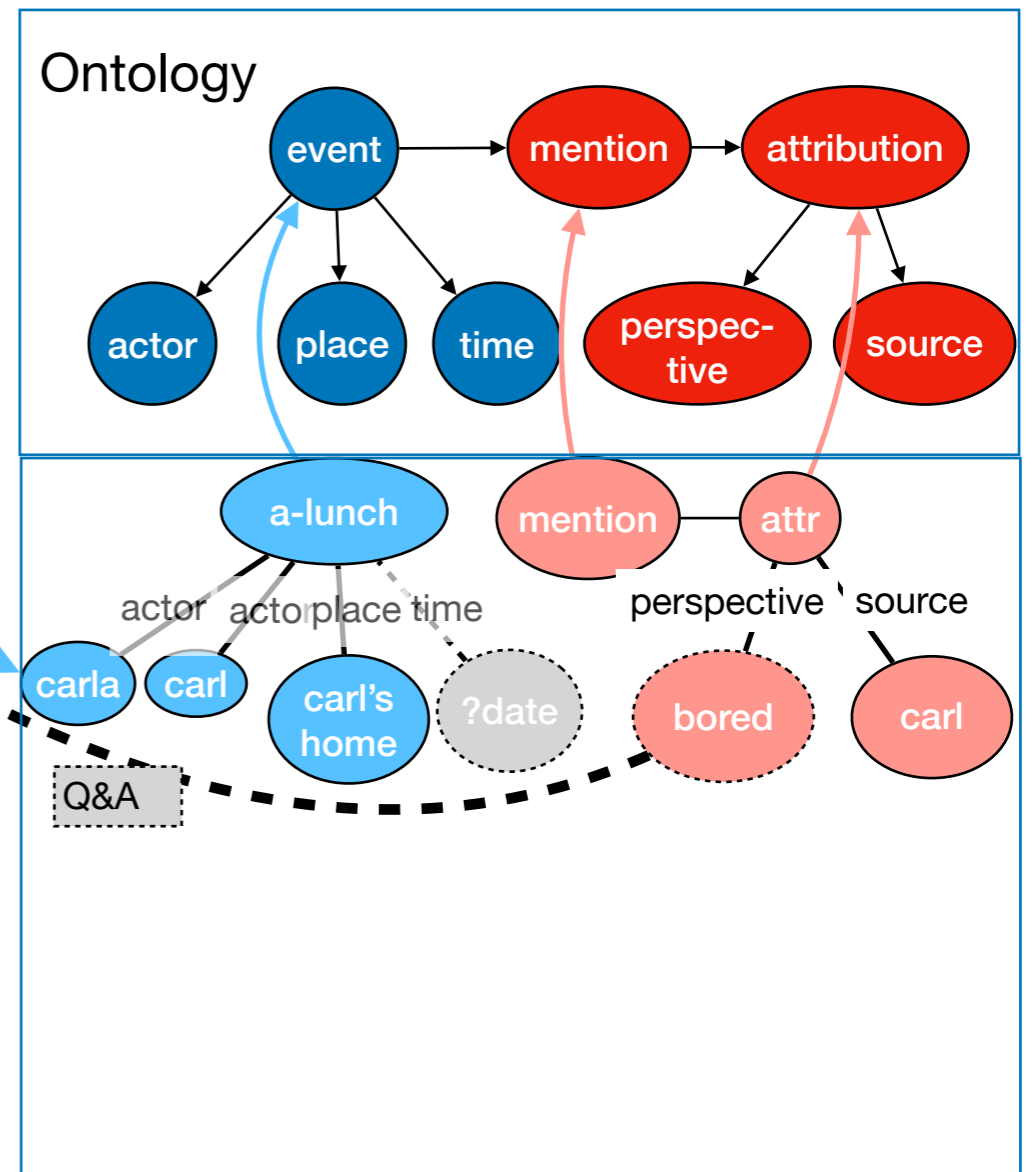 Ontology
event
mention
attribution
actor
place
time
perspec-
tive
source
a-lunch
mention
attr
actor
actor
place
time
perspective
source
carla
carl
carl's
home
?date
bored
carl
Q&A